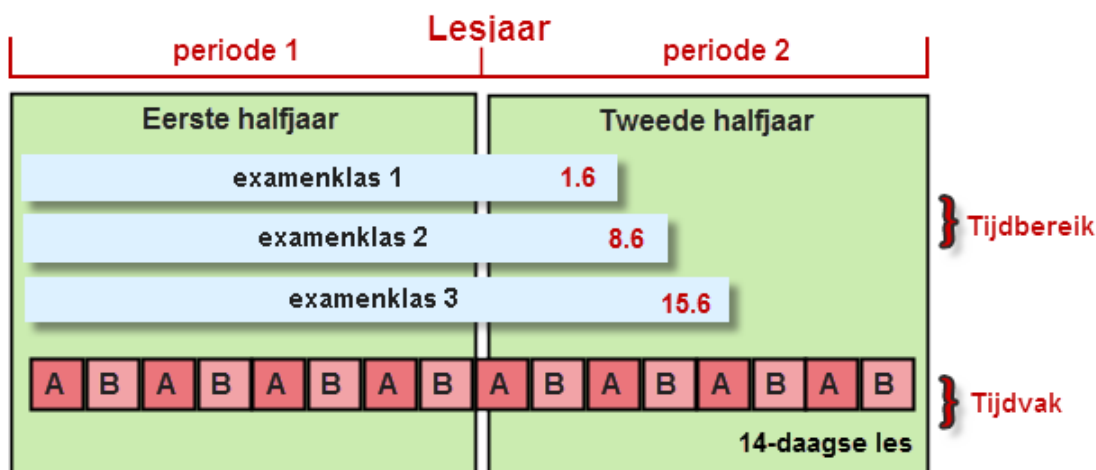 Lesjaar
periode 1 periode 2
Eerste halfjaar Tweede halfjaar
examenklas 1 1.6
examenklas 2 8.6
Tijdbereik
examenklas 3 15.6
A B A B A B A B A B A B A B A B
Tijdvak
14-daagse les